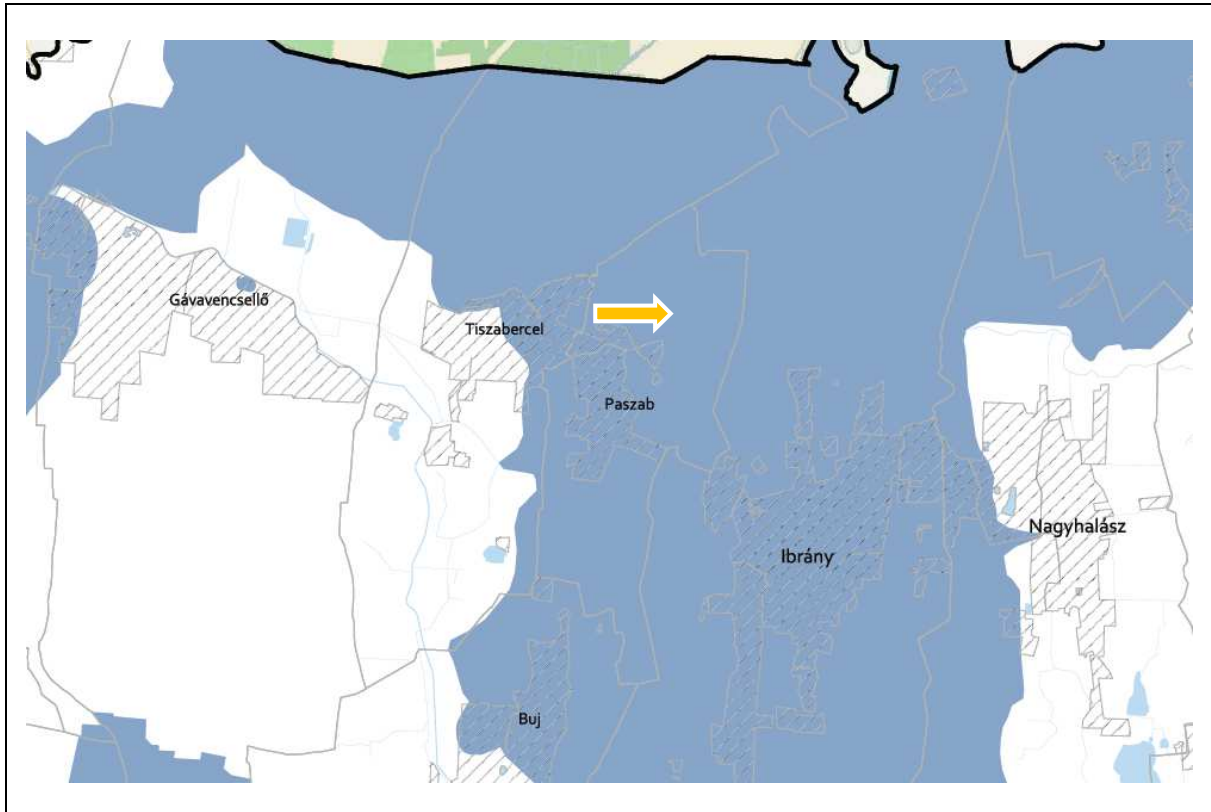 Gávavencsellő
Tiszabercel
Paszab
Ibrány
Nagyhalász
Buj